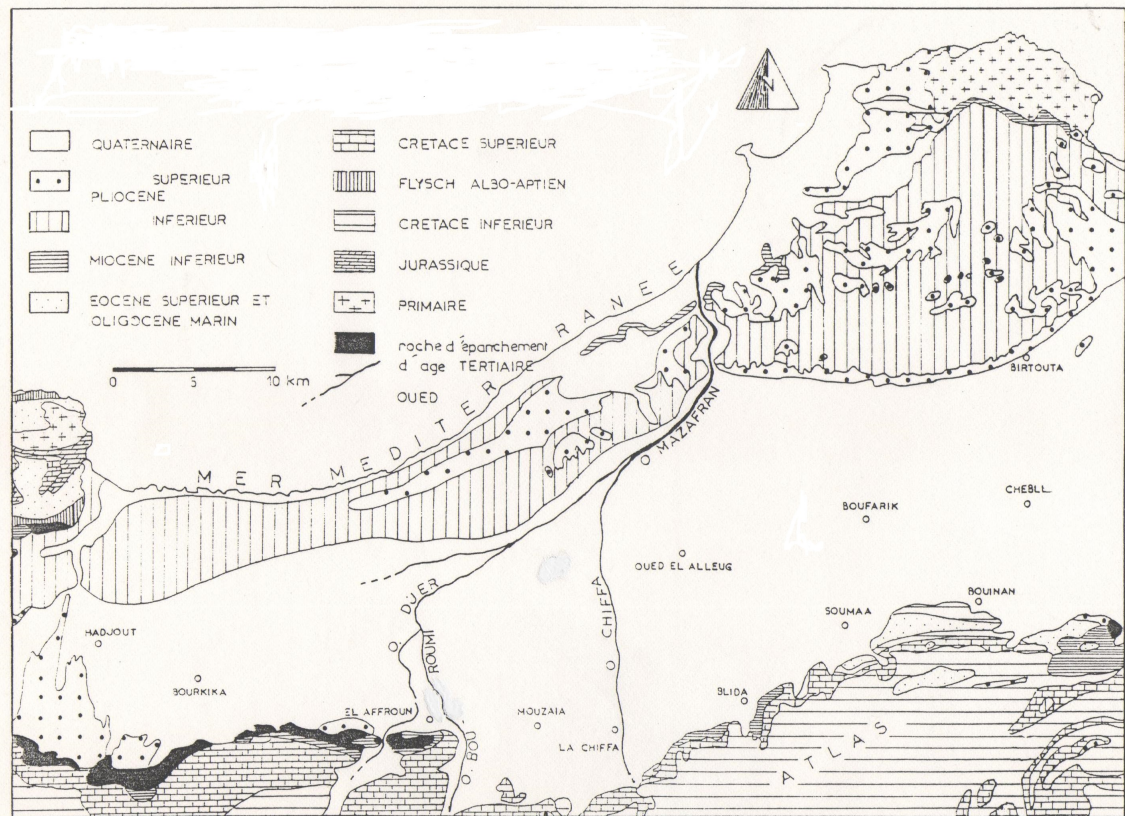 N
QUATERNAIRE
SUPERIEUR
PLIOCENE
INFERIEUR
MIOCENE INFERIEUR
EOCENE SUPERIEUR ET
OLIGOCENE MARIN
CRETACE SUPERIEUR
FLYSCH ALBO-APTIEN
CRETACE INFERIEUR
JURASSIQUE
PRIMAIRE
roche d'épanchement
d'age TERTIAIRE
OUED
0 5 10 km
MER MEDITERRANEE
MAZAFRAN
BIRTOUTA
BOUFARIK
CHEBLI
OUED EL ALLEUG
CHIFFA
DJER
ROUMI
O. BOU
HADJOUT
BOURKIKA
EL AFFROUN
MOUZAIA
LA CHIFFA
BLIDA
SOUMAA
BOUINAN
ATLAS